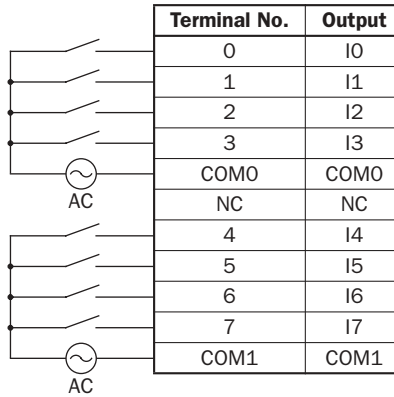 Terminal No. Output
0 I0
1 I1
2 I2
3 I3
COM0 COM0
AC
NC NC
4 I4
5 I5
6 I6
7 I7
COM1 COM1
AC